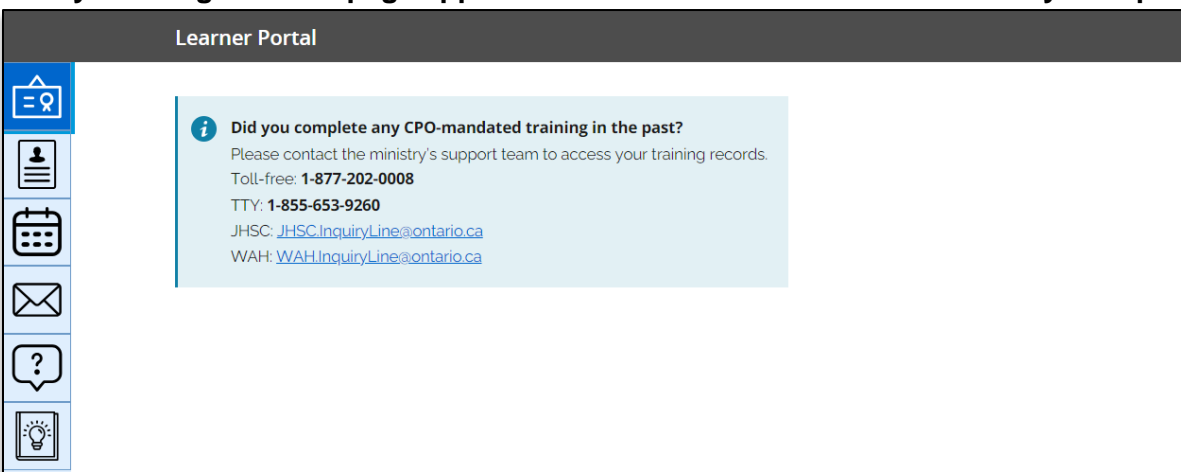 Learner Portal
Did you complete any CPO-mandated training in the past?
Please contact the ministry's support team to access your training records.
Toll-free: 1-877-202-0008
TTY: 1-855-653-9260
JHSC: JHSC.InquiryLine@ontario.ca
WAH: WAH.InquiryLine@ontario.ca